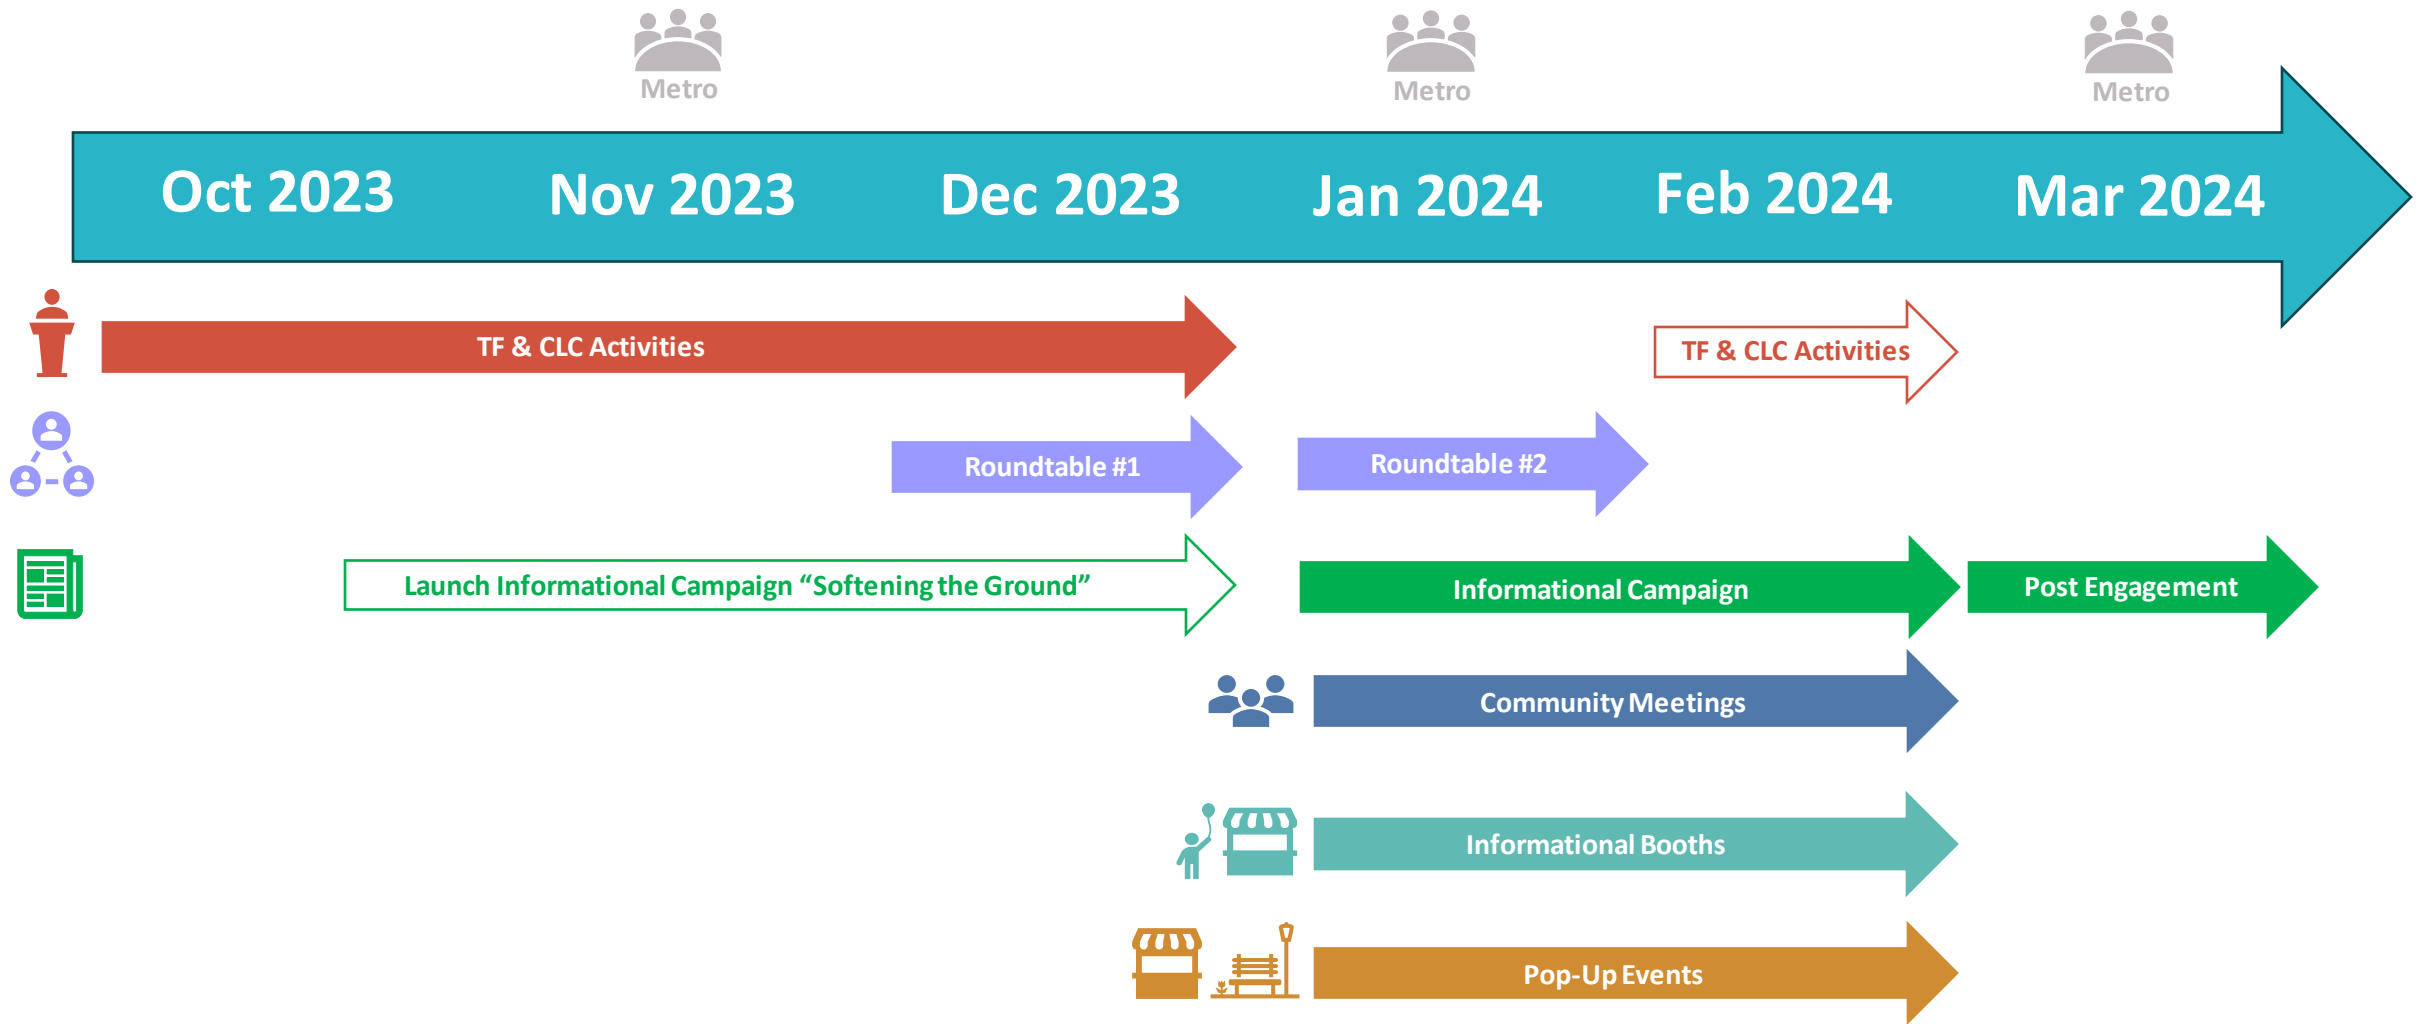 Metro
Metro
Metro
Oct 2023
Nov 2023
Dec 2023
Jan 2024
Feb 2024
Mar 2024
TF & CLC Activities
TF & CLC Activities
Roundtable #1
Roundtable #2
Launch Informational Campaign “Softening the Ground”
Informational Campaign
Post Engagement
Community Meetings
Informational Booths
Pop-Up Events